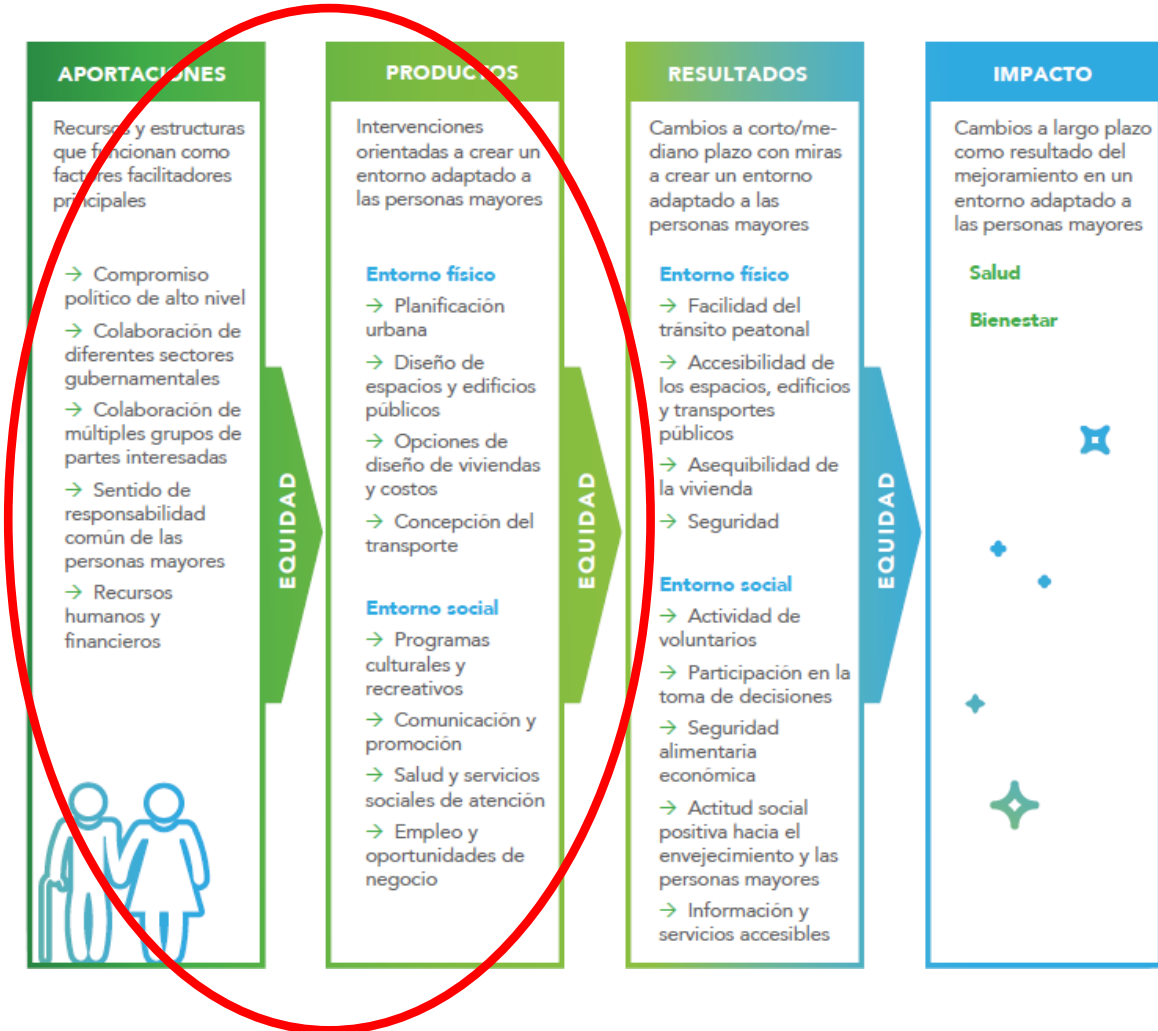 APORTACIONES
Recursos y estructuras
que funcionan como
factores facilitadores
principales
→ Compromiso
político de alto nivel
→ Colaboración de
diferentes sectores
gubernamentales
→ Colaboración de
múltiples grupos de
partes interesadas
→ Sentido de
responsabilidad
común de las
personas mayores
→ Recursos
humanos y
financieros
EQUIDAD
PRODUCTOS
Intervenciones
orientadas a crear un
entorno adaptado a
las personas mayores
Entorno físico
→ Planificación
urbana
→ Diseño de
espacios y edificios
públicos
→ Opciones de
diseño de viviendas
y costos
→ Concepción del
transporte
Entorno social
→ Programas
culturales y
recreativos
→ Comunicación y
promoción
→ Salud y servicios
sociales de atención
→ Empleo y
oportunidades de
negocio
EQUIDAD
RESULTADOS
Cambios a corto/me-
diano plazo con miras
a crear un entorno
adaptado a las
personas mayores
Entorno físico
→ Facilidad del
tránsito peatonal
→ Accesibilidad de
los espacios, edificios
y transportes
públicos
→ Asequibilidad de
la vivienda
→ Seguridad
Entorno social
→ Actividad de
voluntarios
→ Participación en la
toma de decisiones
→ Seguridad
alimentaria
económica
→ Actitud social
positiva hacia el
envejecimiento y las
personas mayores
→ Información y
servicios accesibles
EQUIDAD
IMPACTO
Cambios a largo plazo
como resultado del
mejoramiento en un
entorno adaptado a
las personas mayores
Salud
Bienestar